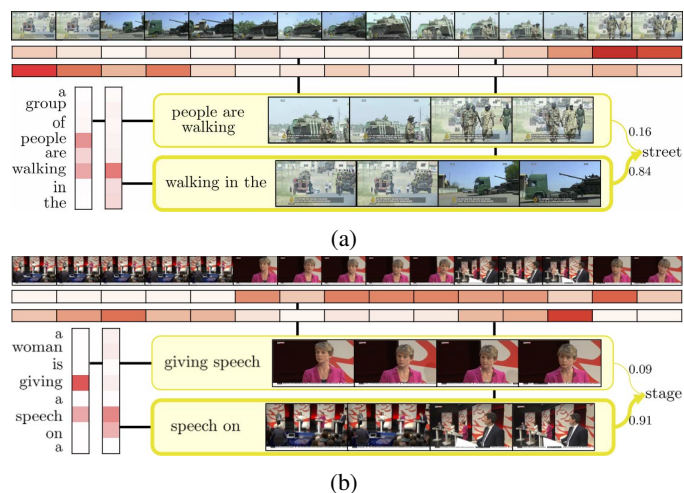 a
group
of
people
are
walking
in
the
people are
walking
walking in the
0.16
street
0.84
(a)
a
woman
is
giving
a
speech
on
a
giving speech
speech on
0.09
stage
0.91
(b)